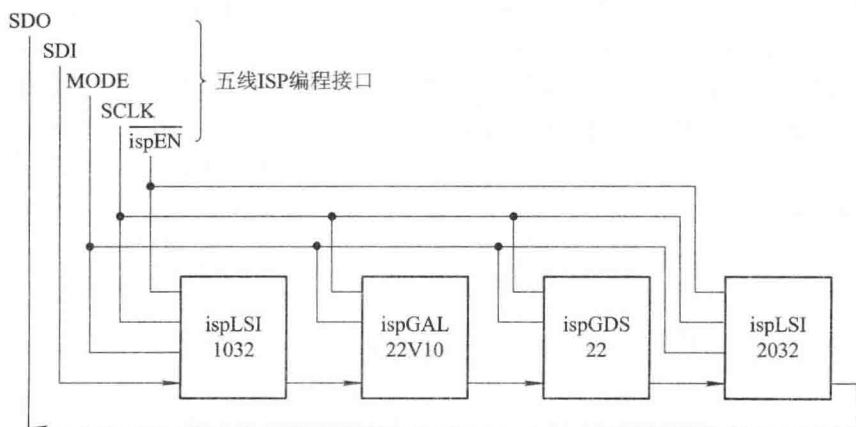 SDO
SDI
MODE
SCLK
ispEN
五线ISP编程接口
ispLSI
1032
ispGAL
22V10
ispGDS
22
ispLSI
2032